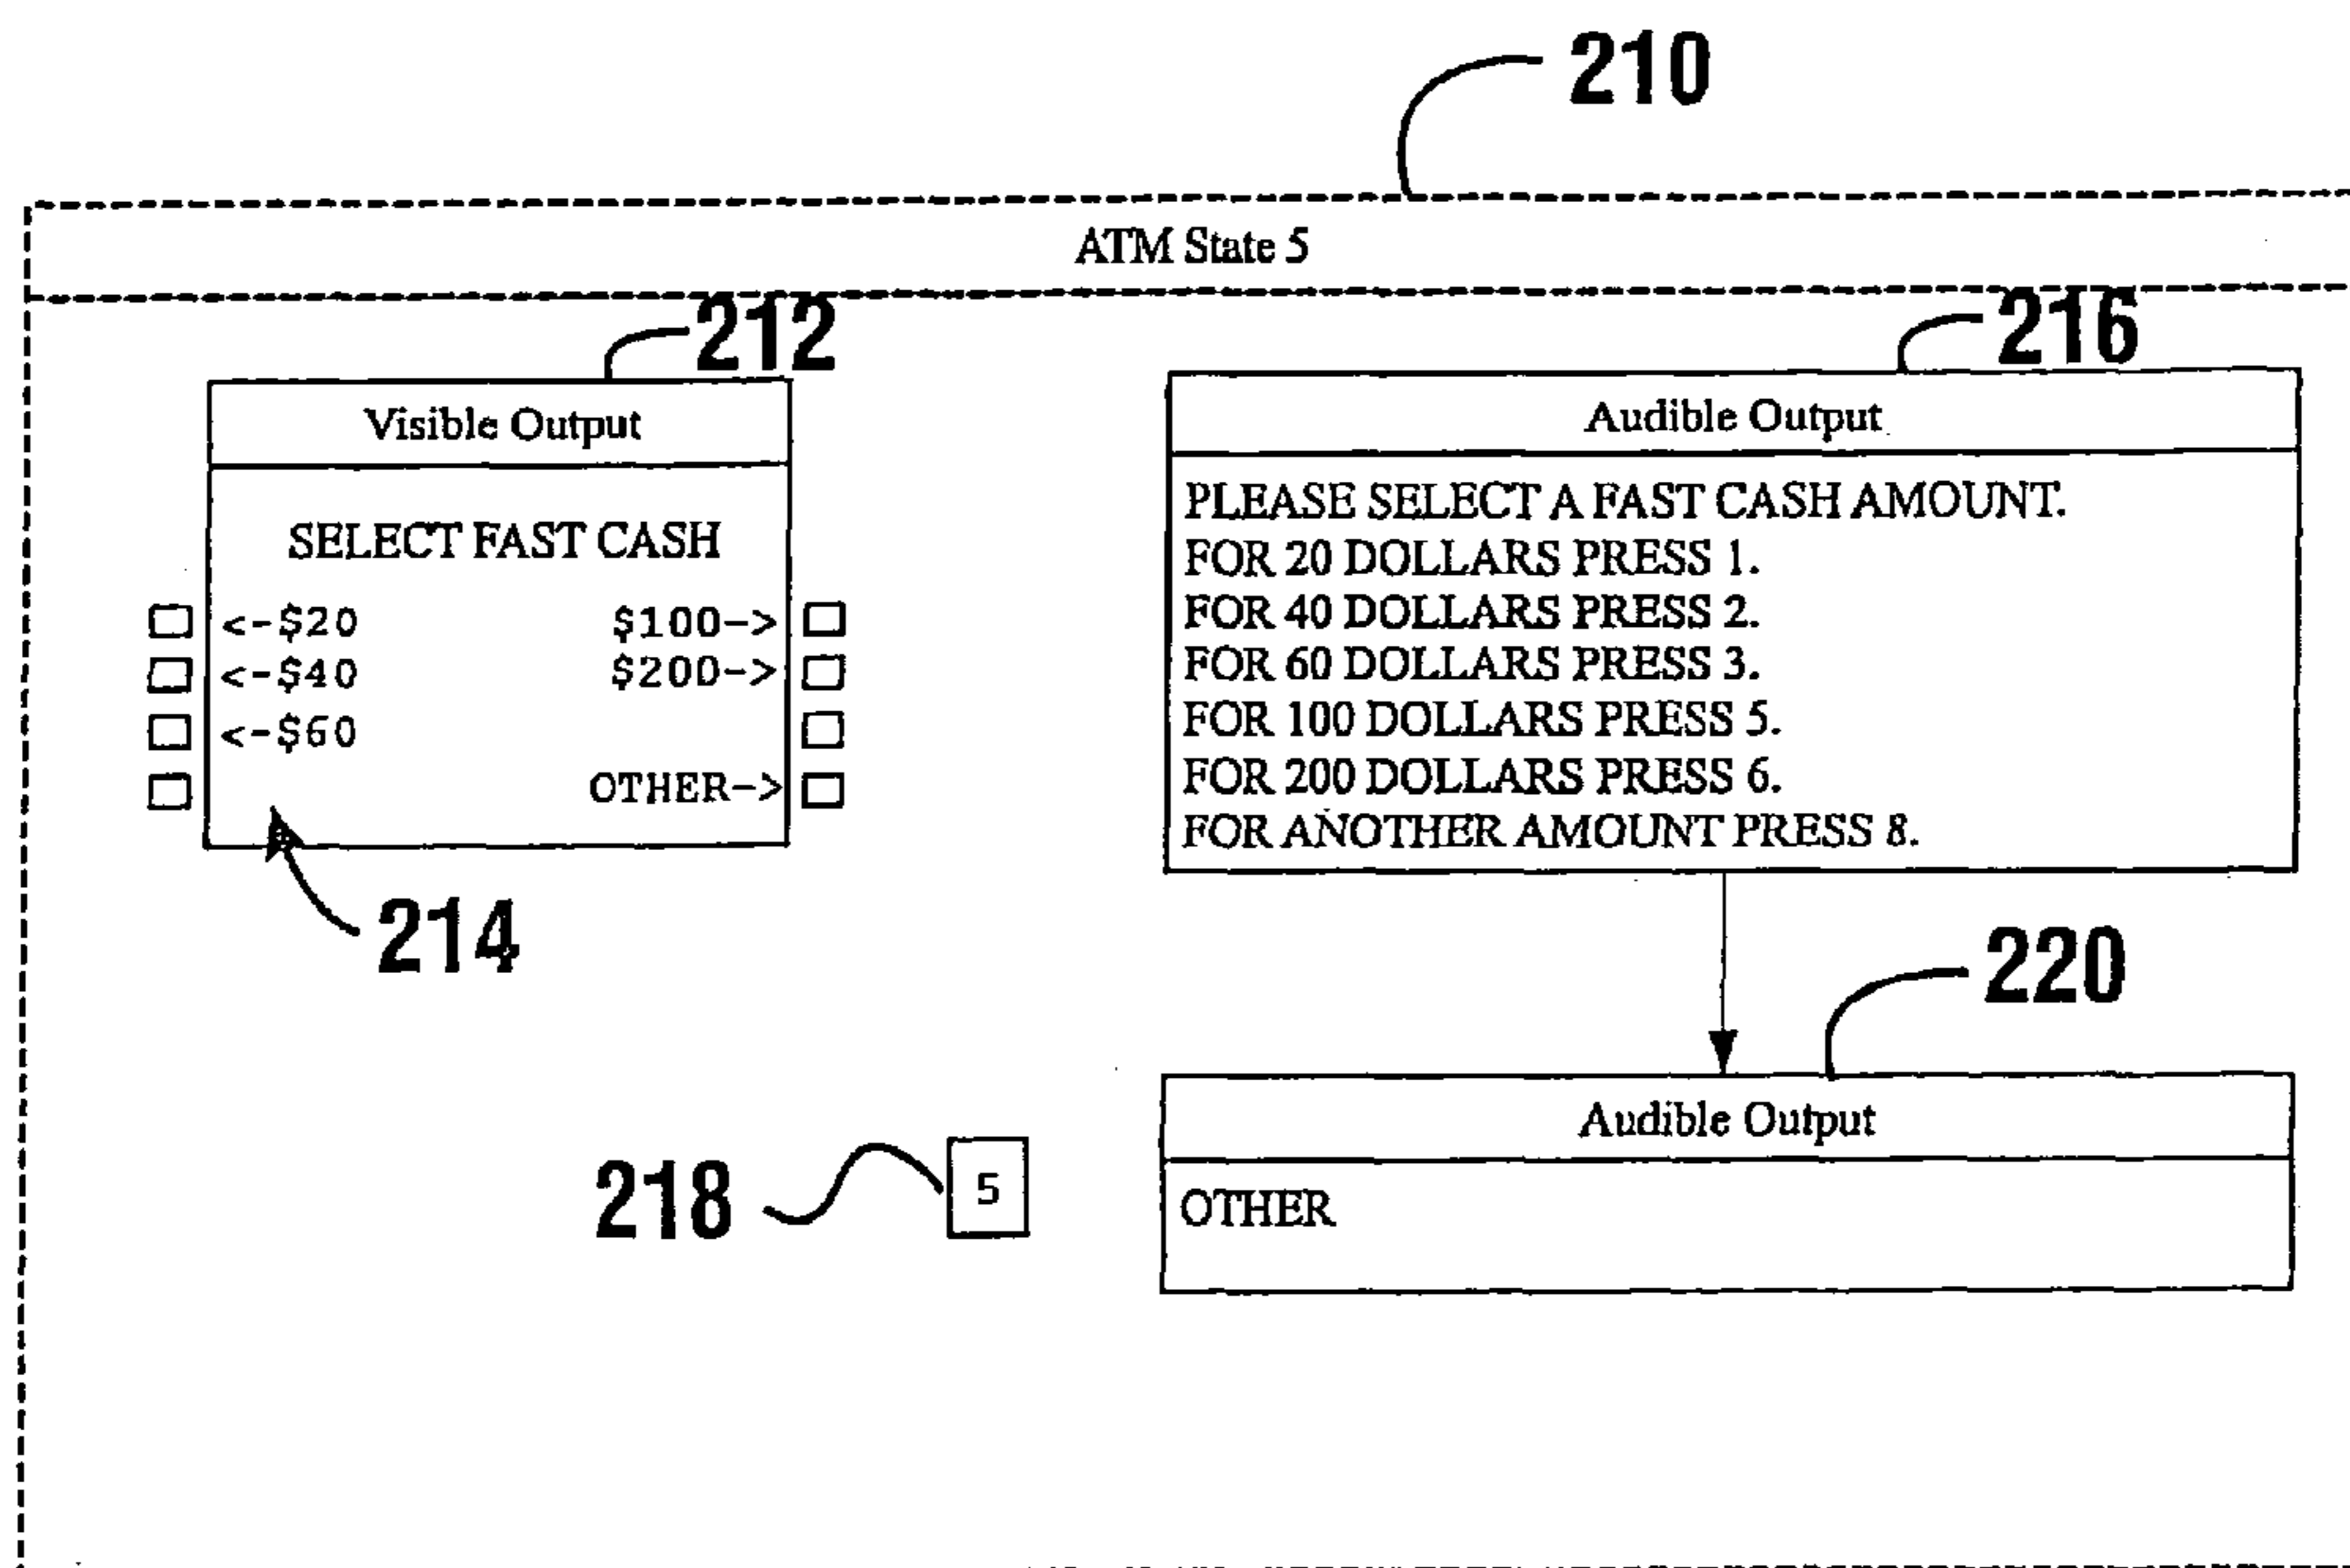 210
ATM State 5
212
216
Visible Output
SELECT FAST CASH
<-$20 $100->
<-$40 $200->
<-$60
OTHER->
214
Audible Output
PLEASE SELECT A FAST CASH AMOUNT.
FOR 20 DOLLARS PRESS 1.
FOR 40 DOLLARS PRESS 2.
FOR 60 DOLLARS PRESS 3.
FOR 100 DOLLARS PRESS 5.
FOR 200 DOLLARS PRESS 6.
FOR ANOTHER AMOUNT PRESS 8.
220
218
5
Audible Output
OTHER